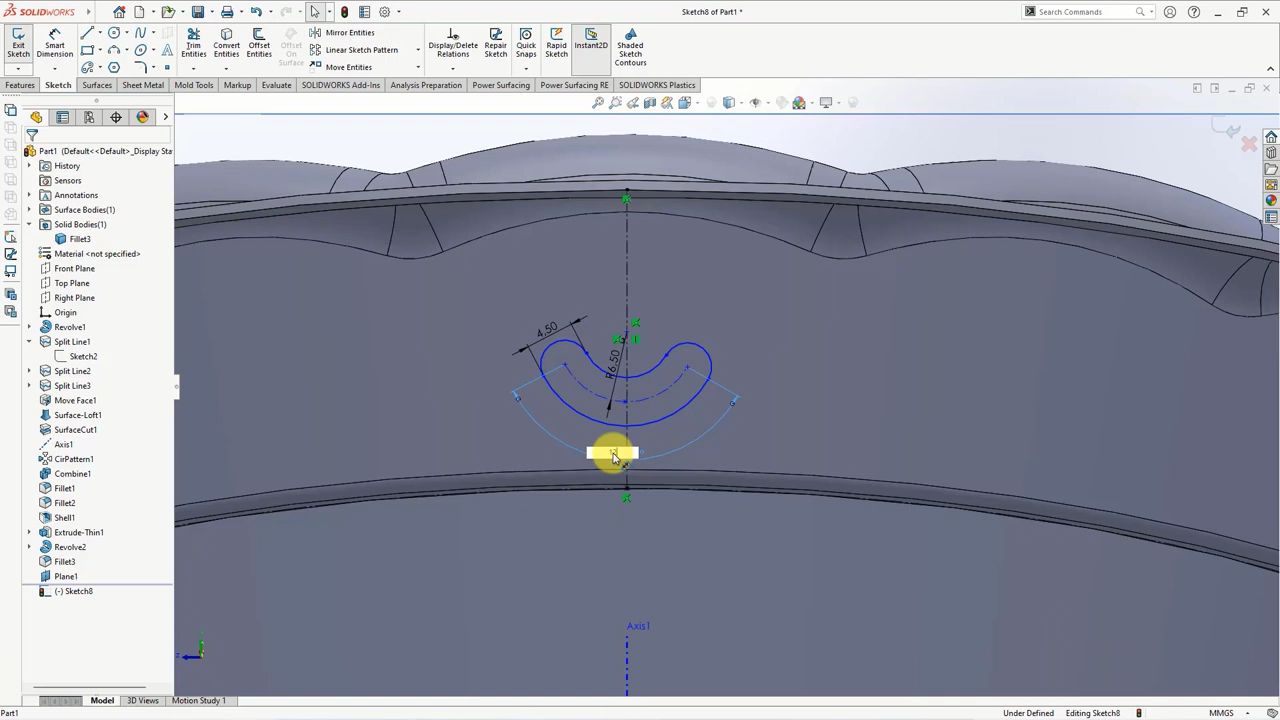 SOLIDWORKS
Sketch8 of Part1 *
Search Commands
Exit Sketch
Smart Dimension
Trim Entities
Convert Entities
Offset Entities
Offset On Surface
Mirror Entities
Linear Sketch Pattern
Move Entities
Display/Delete Relations
Repair Sketch
Quick Snaps
Rapid Sketch
Instant2D
Shaded Sketch Contours
Features
Sketch
Surfaces
Sheet Metal
Mold Tools
Markup
Evaluate
SOLIDWORKS Add-Ins
Analysis Preparation
Power Surfacing
Power Surfacing RE
SOLIDWORKS Plastics
Part1 (Default<<Default>_Display Sta
History
Sensors
Annotations
Surface Bodies(1)
Solid Bodies(1)
Fillet3
Material <not specified>
Front Plane
Top Plane
Right Plane
Origin
Revolve1
Split Line1
Sketch2
Split Line2
Split Line3
Move Face1
Surface-Loft1
SurfaceCut1
Axis1
CirPattern1
Combine1
Fillet1
Fillet2
Shell1
Extrude-Thin1
Revolve2
Fillet3
Plane1
(-) Sketch8
4,50
R6,50
Axis1
Model
3D Views
Motion Study 1
Part1
Under Defined
Editing Sketch8
MMGS